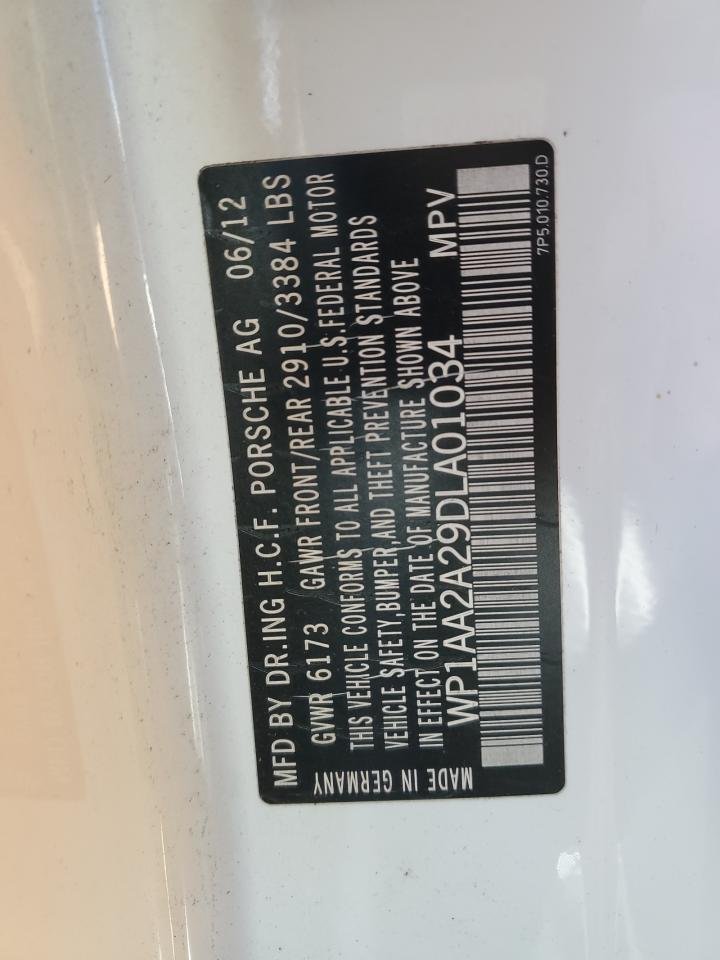 MFD BY DR.ING H.C.F. PORSCHE AG 06/12
GVWR 6173 GAWR FRONT/REAR 2910/3384 LBS
THIS VEHICLE CONFORMS TO ALL APPLICABLE U.S.FEDERAL MOTOR
VEHICLE SAFETY,BUMPER,AND THEFT PREVENTION STANDARDS
IN EFFECT ON THE DATE OF MANUFACTURE SHOWN ABOVE
WP1AA2A29DLA01034 MPV
MADE IN GERMANY
7P5.010.730.D